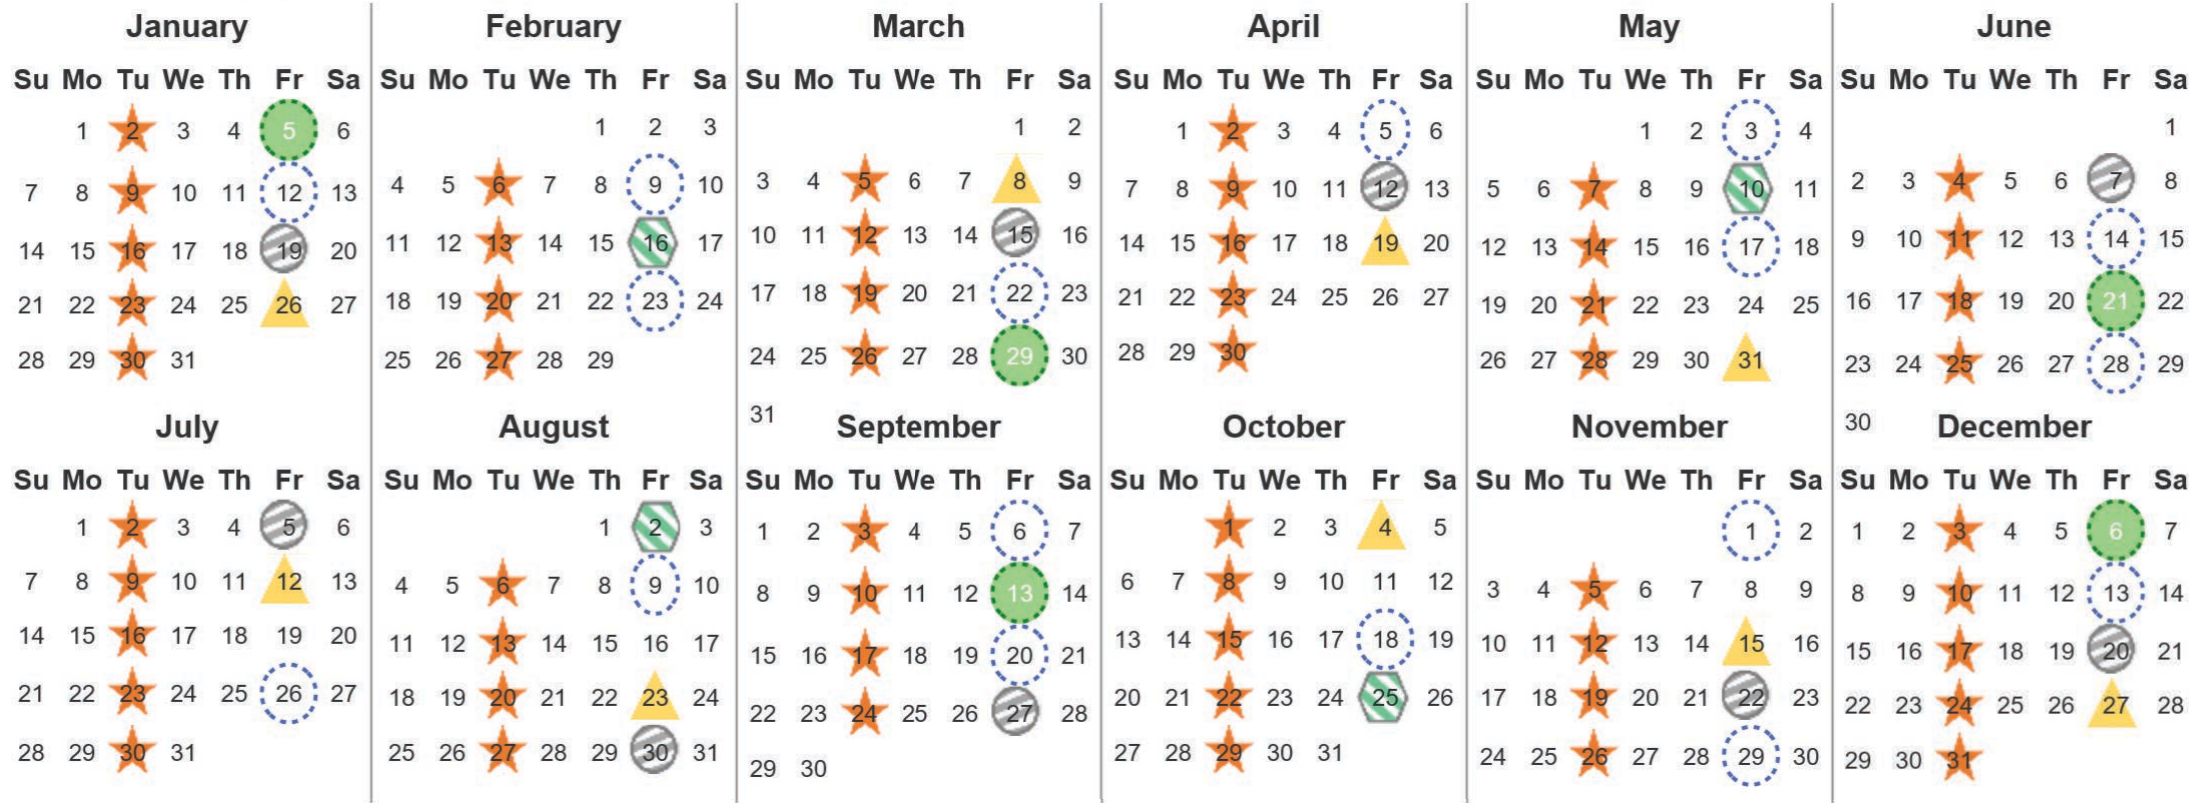 January
Su Mo Tu We Th Fr Sa
1 2 3 4 5 6
7 8 9 10 11 12 13
14 15 16 17 18 19 20
21 22 23 24 25 26 27
28 29 30 31
February
Su Mo Tu We Th Fr Sa
1 2 3
4 5 6 7 8 9 10
11 12 13 14 15 16 17
18 19 20 21 22 23 24
25 26 27 28 29
March
Su Mo Tu We Th Fr Sa
1 2
3 4 5 6 7 8 9
10 11 12 13 14 15 16
17 18 19 20 21 22 23
24 25 26 27 28 29 30
31
April
Su Mo Tu We Th Fr Sa
1 2 3 4 5 6
7 8 9 10 11 12 13
14 15 16 17 18 19 20
21 22 23 24 25 26 27
28 29 30
May
Su Mo Tu We Th Fr Sa
1 2 3 4
5 6 7 8 9 10 11
12 13 14 15 16 17 18
19 20 21 22 23 24 25
26 27 28 29 30 31
June
Su Mo Tu We Th Fr Sa
1
2 3 4 5 6 7 8
9 10 11 12 13 14 15
16 17 18 19 20 21 22
23 24 25 26 27 28 29
30
July
Su Mo Tu We Th Fr Sa
1 2 3 4 5 6
7 8 9 10 11 12 13
14 15 16 17 18 19 20
21 22 23 24 25 26 27
28 29 30 31
August
Su Mo Tu We Th Fr Sa
1 2 3
4 5 6 7 8 9 10
11 12 13 14 15 16 17
18 19 20 21 22 23 24
25 26 27 28 29 30 31
September
Su Mo Tu We Th Fr Sa
1 2 3 4 5 6 7
8 9 10 11 12 13 14
15 16 17 18 19 20 21
22 23 24 25 26 27 28
29 30
October
Su Mo Tu We Th Fr Sa
1 2 3 4 5
6 7 8 9 10 11 12
13 14 15 16 17 18 19
20 21 22 23 24 25 26
27 28 29 30 31
November
Su Mo Tu We Th Fr Sa
1 2
3 4 5 6 7 8 9
10 11 12 13 14 15 16
17 18 19 20 21 22 23
24 25 26 27 28 29 30
December
Su Mo Tu We Th Fr Sa
1 2 3 4 5 6 7
8 9 10 11 12 13 14
15 16 17 18 19 20 21
22 23 24 25 26 27 28
29 30 31